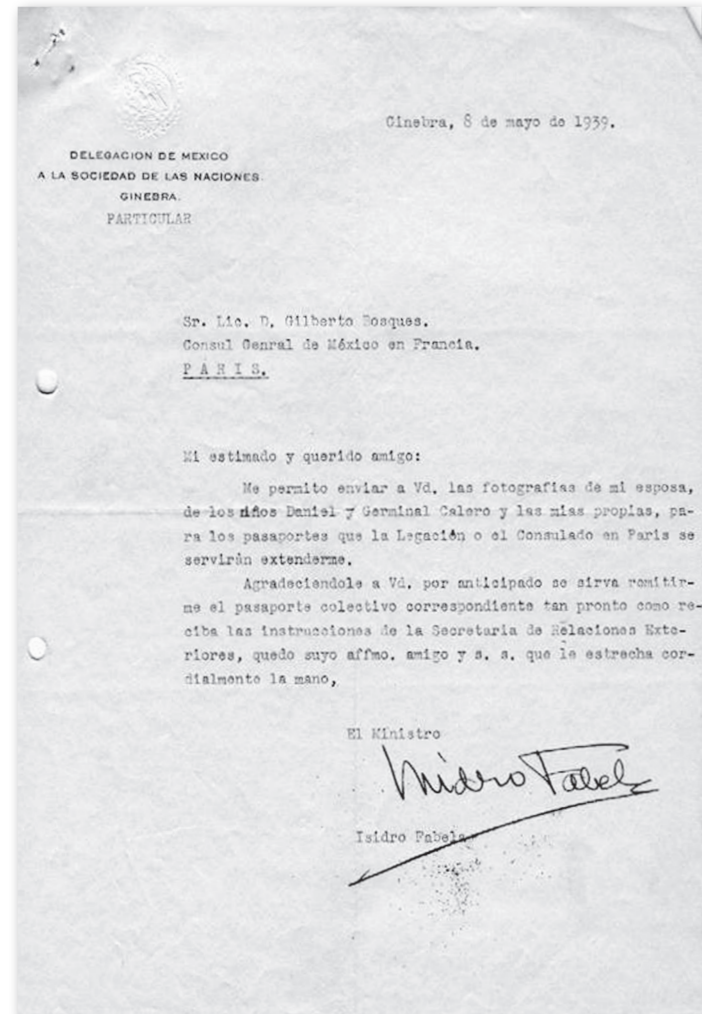 Ginebra, 8 de mayo de 1939.
DELEGACION DE MEXICO
A LA SOCIEDAD DE LAS NACIONES.
GINEBRA.
PARTICULAR
Sr. Lic. D. Gilberto Bosques.
Consul Genral de México en Francia.
P A R I S.
Mi estimado y querido amigo:
Me permito enviar a Vd. las fotografias de mi esposa,
de los niños Daniel y Germinal Calero y las mias propias, pa-
ra los pasaportes que la Legación o el Consulado en Paris se
servirán extenderme.
Agradeciendole a Vd. por anticipado se sirva remitir-
me el pasaporte colectivo correspondiente tan pronto como re-
ciba las instrucciones de la Secretaria de Relaciones Exte-
riores, quedo suyo affmo. amigo y s. s. que le estrecha cor-
dialmente la mano,
El Ministro
Isidro Fabela
Isidro Fabela